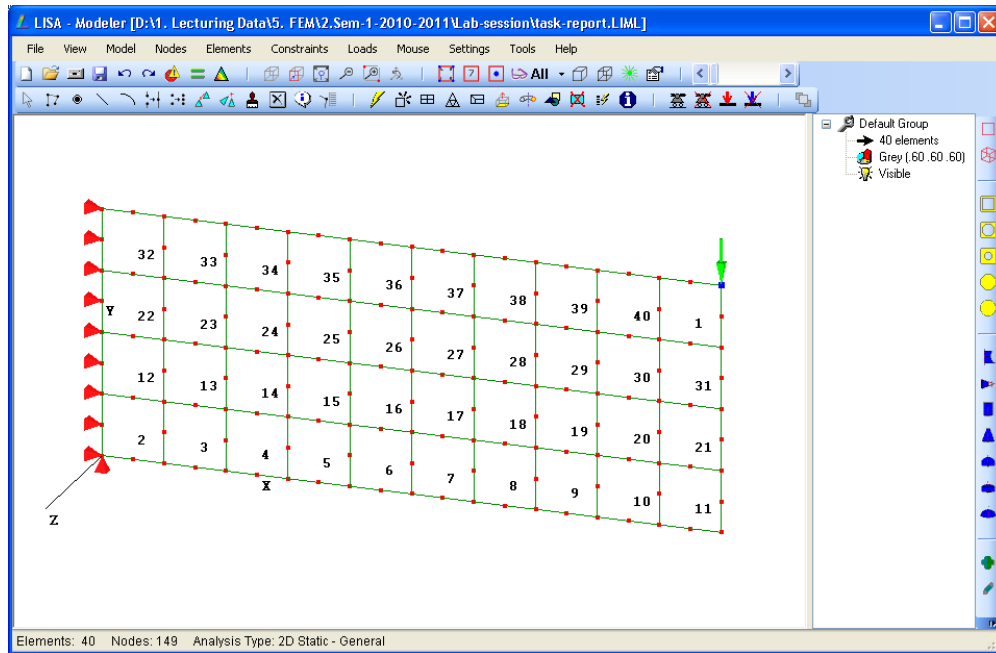 LISA - Modeler [D:\1. Lecturing Data\5. FEM\2.Sem-1-2010-2011\Lab-session\task-report.LIML]
File View Model Nodes Elements Constraints Loads Mouse Settings Tools Help
All
Default Group
40 elements
Grey (.60 .60 .60)
Visible
32 33 34 35 36 37 38 39 40 1
Y
22 23 24 25 26 27 28 29 30 31
12 13 14 15 16 17 18 19 20 21
2 3 4 5 6 7 8 9 10 11
X
Z
Elements: 40 Nodes: 149 Analysis Type: 2D Static - General